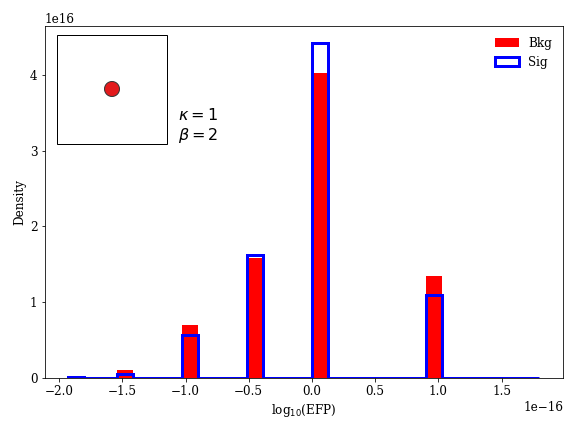 1e16
Bkg
Sig
κ = 1
β = 2
4
3
2
1
0
Density
−2.0 −1.5 −1.0 −0.5 0.0 0.5 1.0 1.5
log10(EFP)
1e−16